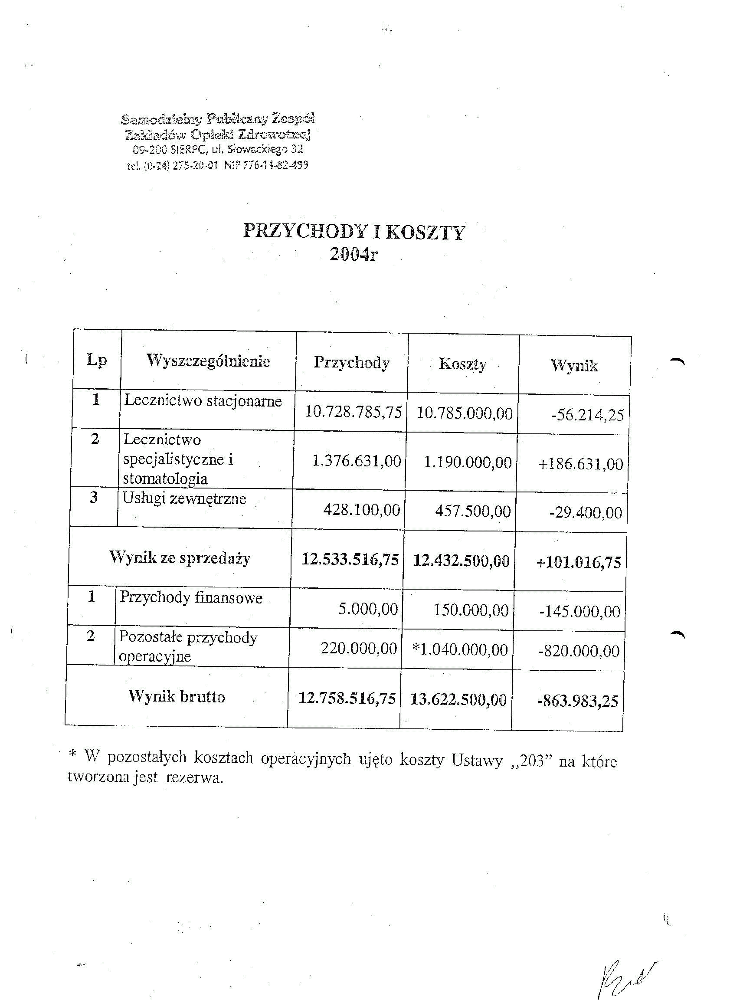 Samodzielny Publiczny Zespół
Zakładów Opieki Zdrowotnej
09-200 SIERPC, ul. Słowackiego 32
tel. (0-24) 275-20-01 NIP 776-14-82-499
PRZYCHODY I KOSZTY
2004r
Lp Wyszczególnienie Przychody Koszty Wynik
1 Lecznictwo stacjonarne 10.728.785,75 10.785.000,00 -56.214,25
2 Lecznictwo
specjalistyczne i 1.376.631,00 1.190.000,00 +186.631,00
stomatologia
3 Usługi zewnętrzne 428.100,00 457.500,00 -29.400,00
Wynik ze sprzedaży 12.533.516,75 12.432.500,00 +101.016,75
1 Przychody finansowe 5.000,00 150.000,00 -145.000,00
2 Pozostałe przychody
operacyjne 220.000,00 *1.040.000,00 -820.000,00
Wynik brutto 12.758.516,75 13.622.500,00 -863.983,25
* W pozostałych kosztach operacyjnych ujęto koszty Ustawy „203” na które
tworzona jest rezerwa.